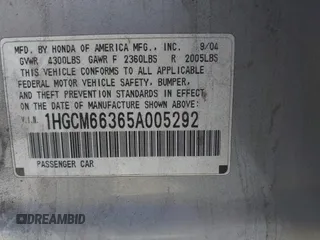 MFD. BY HONDA OF AMERICA MFG., INC. 9/04
GVWR 4300LBS GAWR F 2360LBS R 2005LBS
THIS VEHICLE CONFORMS TO ALL APPLICABLE
FEDERAL MOTOR VEHICLE SAFETY, BUMPER,
AND THEFT PREVENTION STANDARDS IN EFFECT
ON THE DATE OF MANUFACTURE SHOWN ABOVE.
V.I.N. 1HGCM66365A005292
PASSENGER CAR
DREAMBID